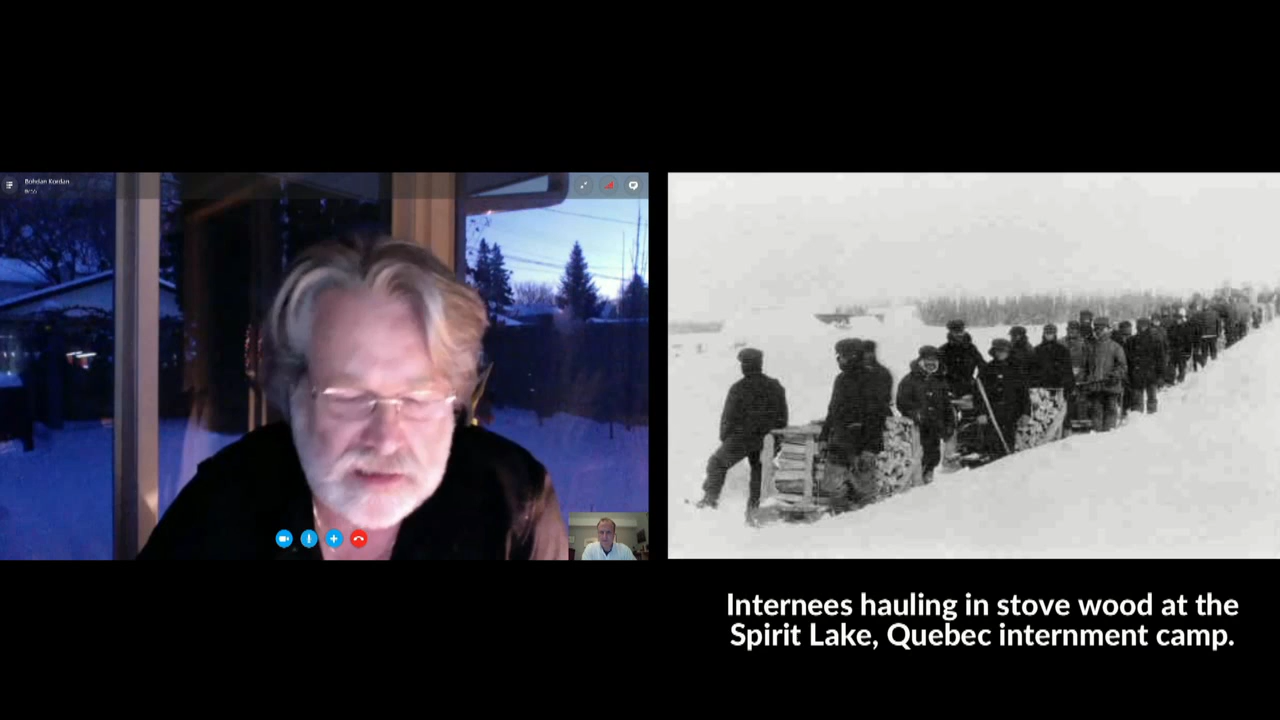 Bohdan Kordan
Internees hauling in stove wood at the
Spirit Lake, Quebec internment camp.